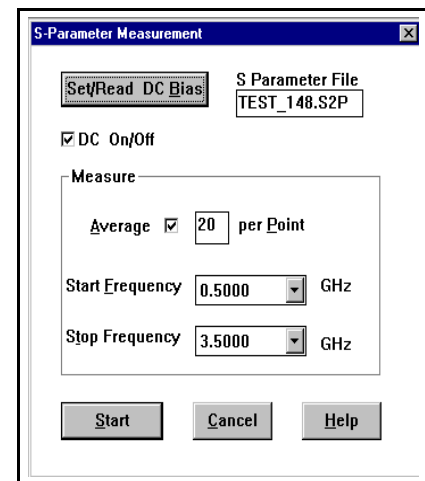 S-Parameter Measurement
Set/Read DC Bias
S Parameter File
TEST_148.S2P
DC On/Off
Measure
Average 20 per Point
Start Frequency 0.5000 GHz
Stop Frequency 3.5000 GHz
Start Cancel Help